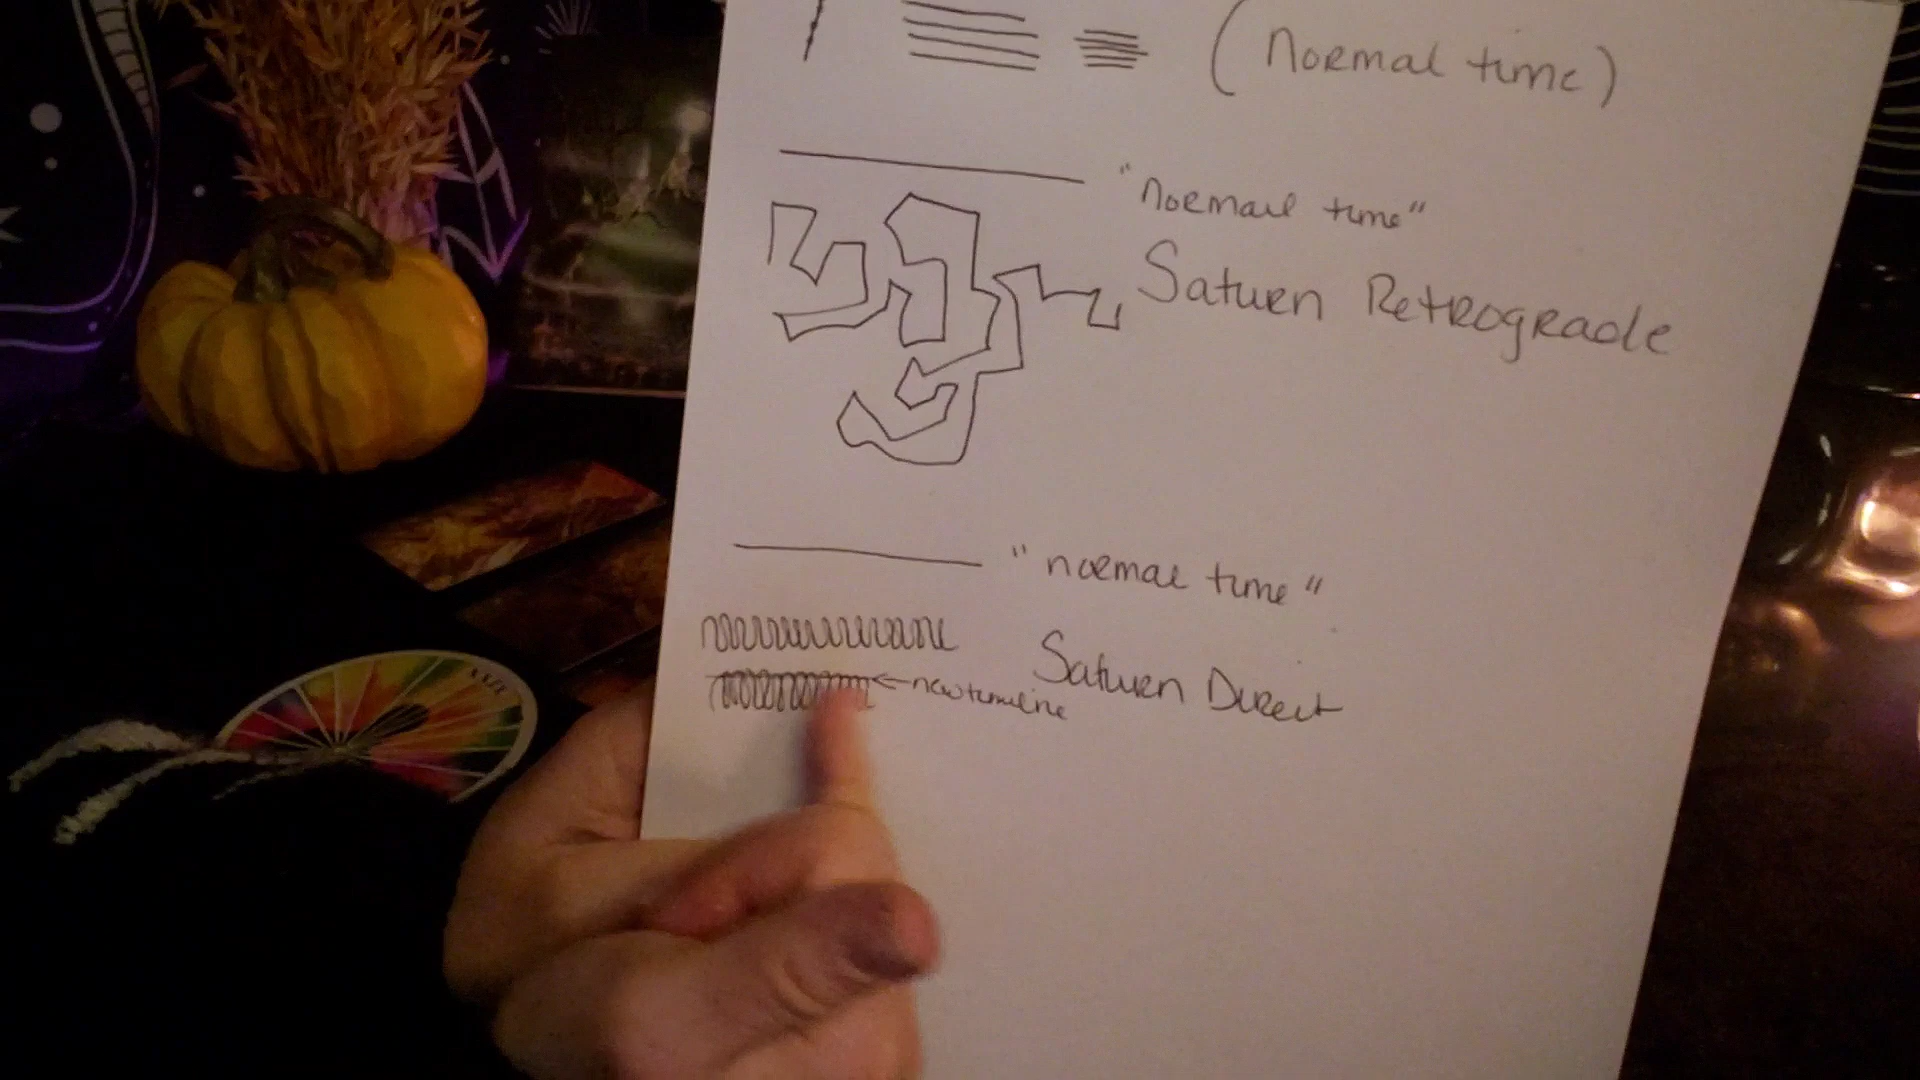 (Normal time)
"Normal time"
Saturn Retrograde
"normal time"
Saturn Direct
← new timeline